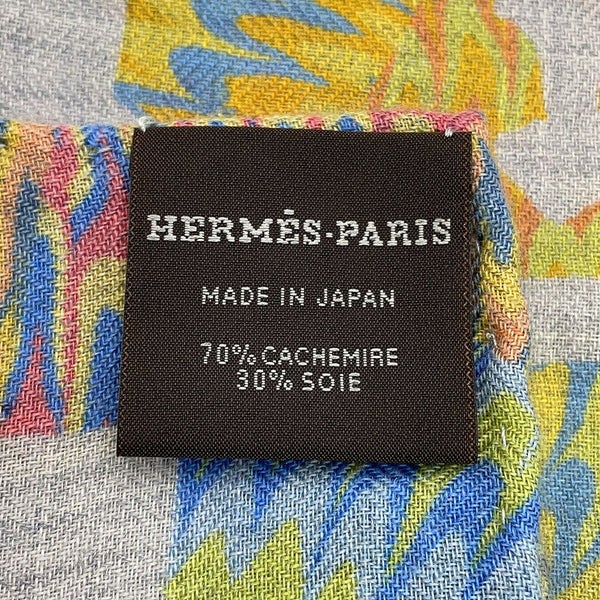 HERMÈS-PARIS
MADE IN JAPAN
70% CACHEMIRE
30% SOIE